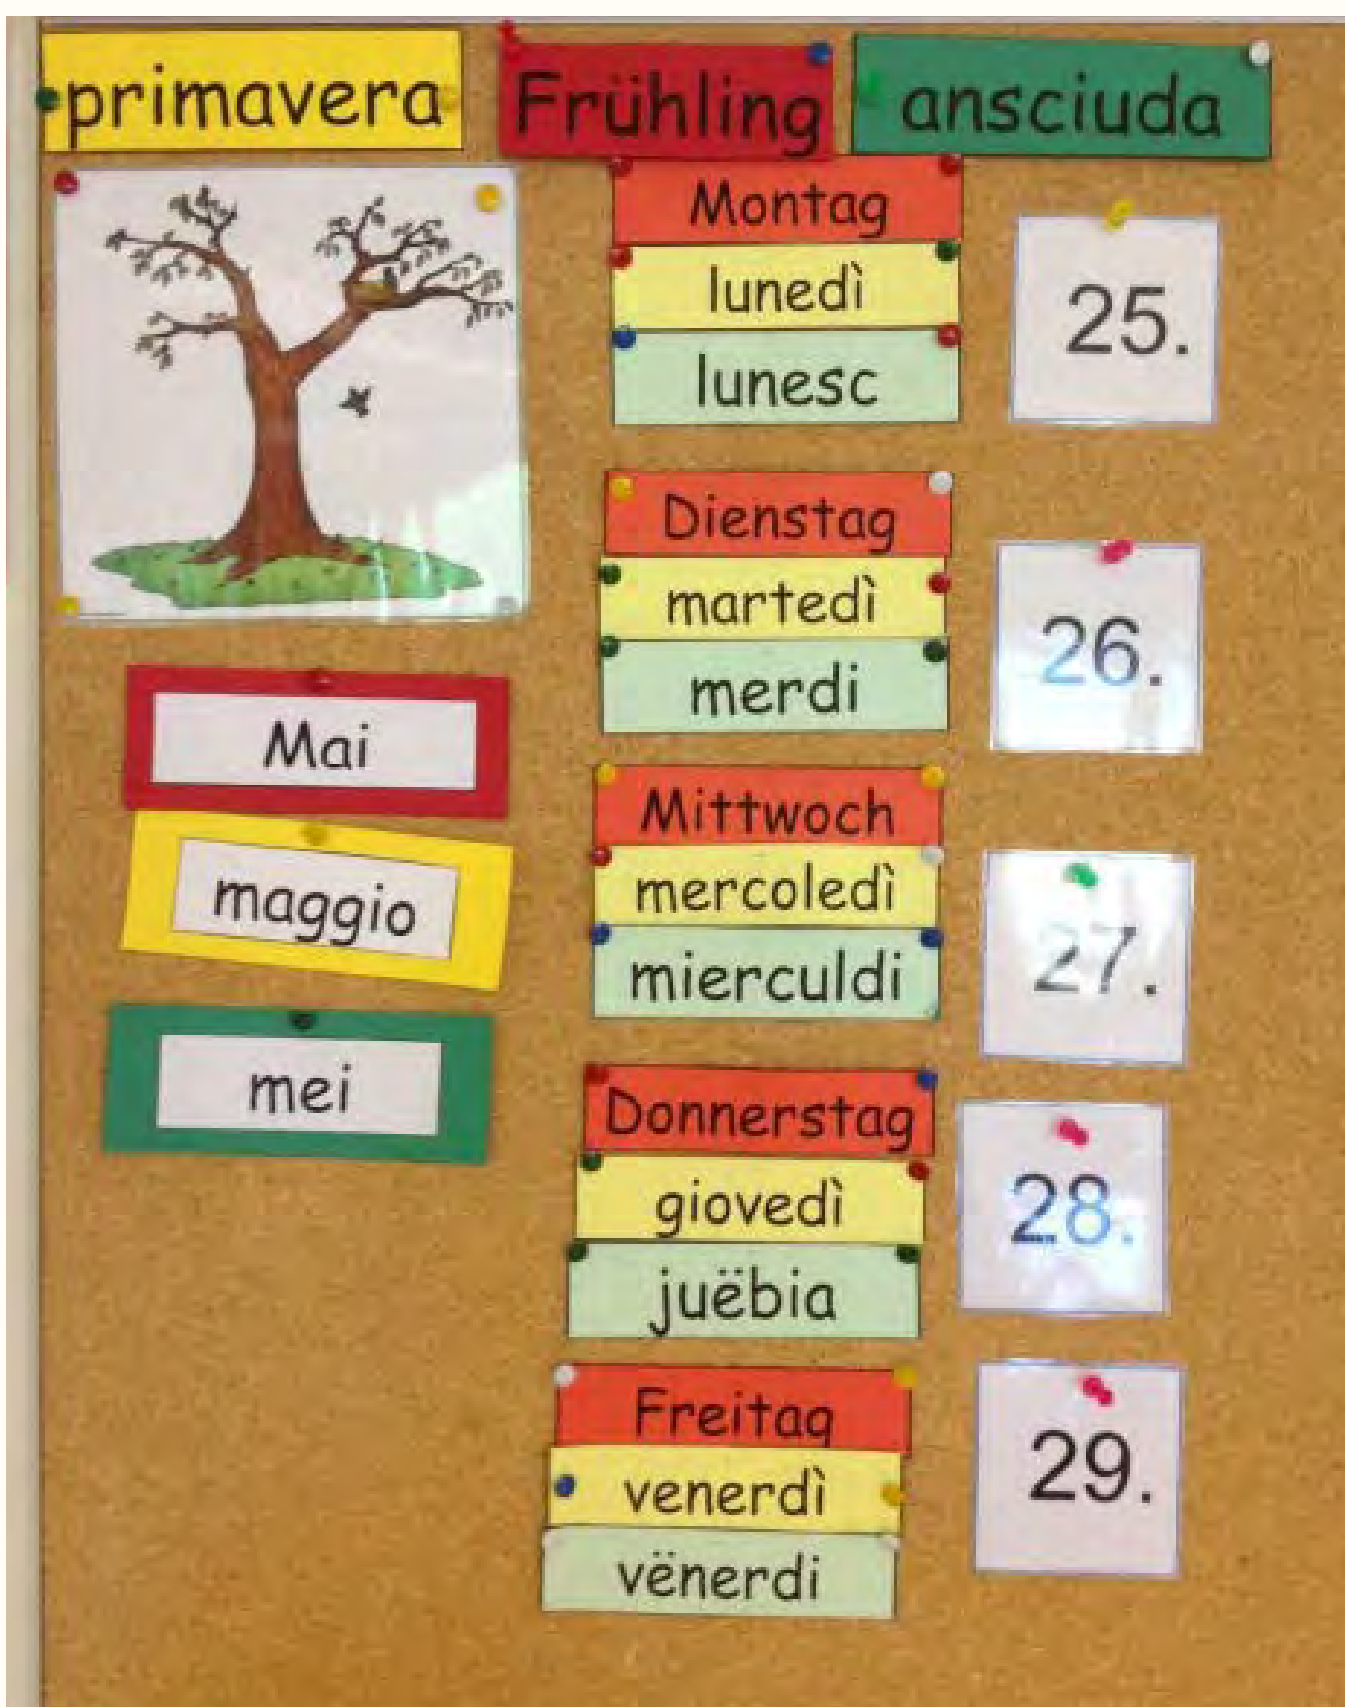 primavera Frühling ansciuda
Montag
lunedì
lunesc
25.
Dienstag
martedì
merdi
26.
Mai
maggio
mei
Mittwoch
mercoledì
mierculdi
27.
Donnerstag
giovedì
juëbia
28.
Freitag
venerdì
vënerdi
29.